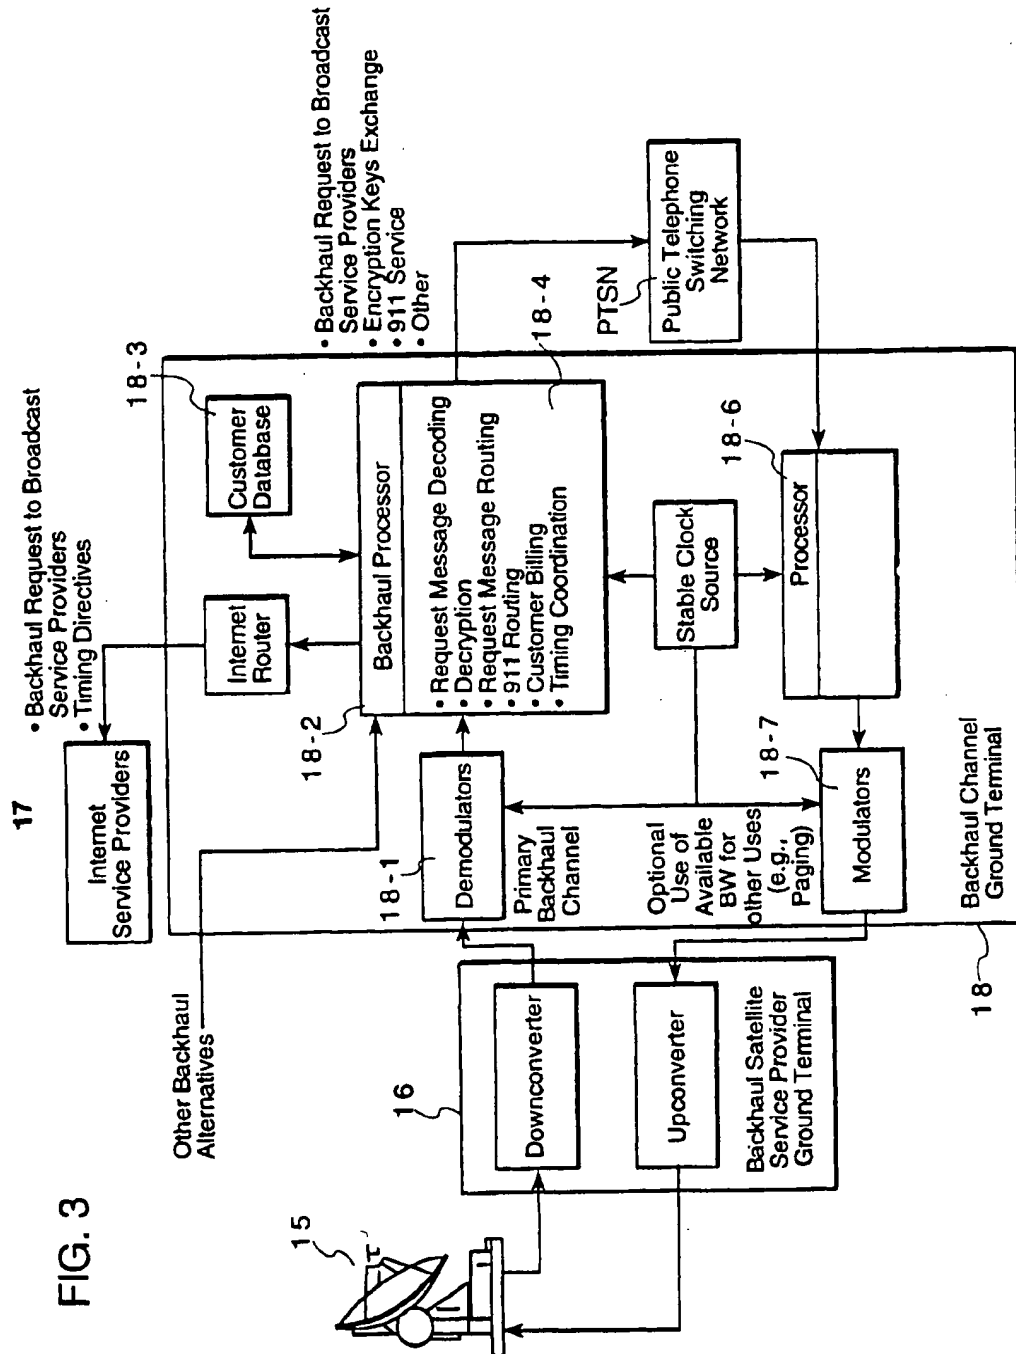 FIG. 3
17
Internet
Service Providers
• Backhaul Request to Broadcast
Service Providers
• Timing Directives
Other Backhaul
Alternatives
Internet
Router
Customer
Database
18-3
• Backhaul Request to Broadcast
Service Providers
• Encryption Keys Exchange
• 911 Service
• Other
18-2
Backhaul Processor
• Request Message Decoding
• Decryption
• Request Message Routing
• 911 Routing
• Customer Billing
• Timing Coordination
18-4
15
16
Downconverter
Upconverter
Backhaul Satellite
Service Provider
Ground Terminal
18-1
Demodulators
Primary
Backhaul
Channel
Optional
Use of
Available
BW for
other Uses
(e.g.,
Paging)
Stable Clock
Source
PTSN
Public Telephone
Switching
Network
18-7
Modulators
18-6
Processor
Backhaul Channel
Ground Terminal
18